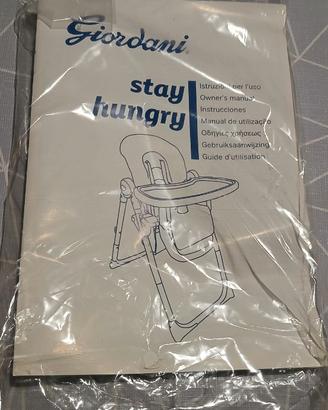 Giordani
stay
hungry
Istruzioni per l'uso
Owner's manual
Instrucciones
Manual de utilização
Οδηγίες χρήσεως
Gebruiksaanwijzing
Guide d'utilisation